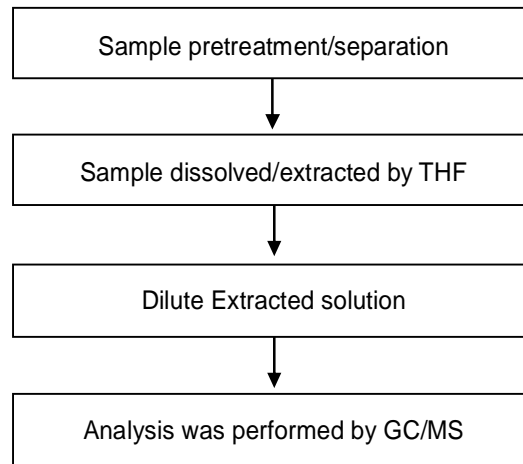 Sample pretreatment/separation
Sample dissolved/extracted by THF
Dilute Extracted solution
Analysis was performed by GC/MS